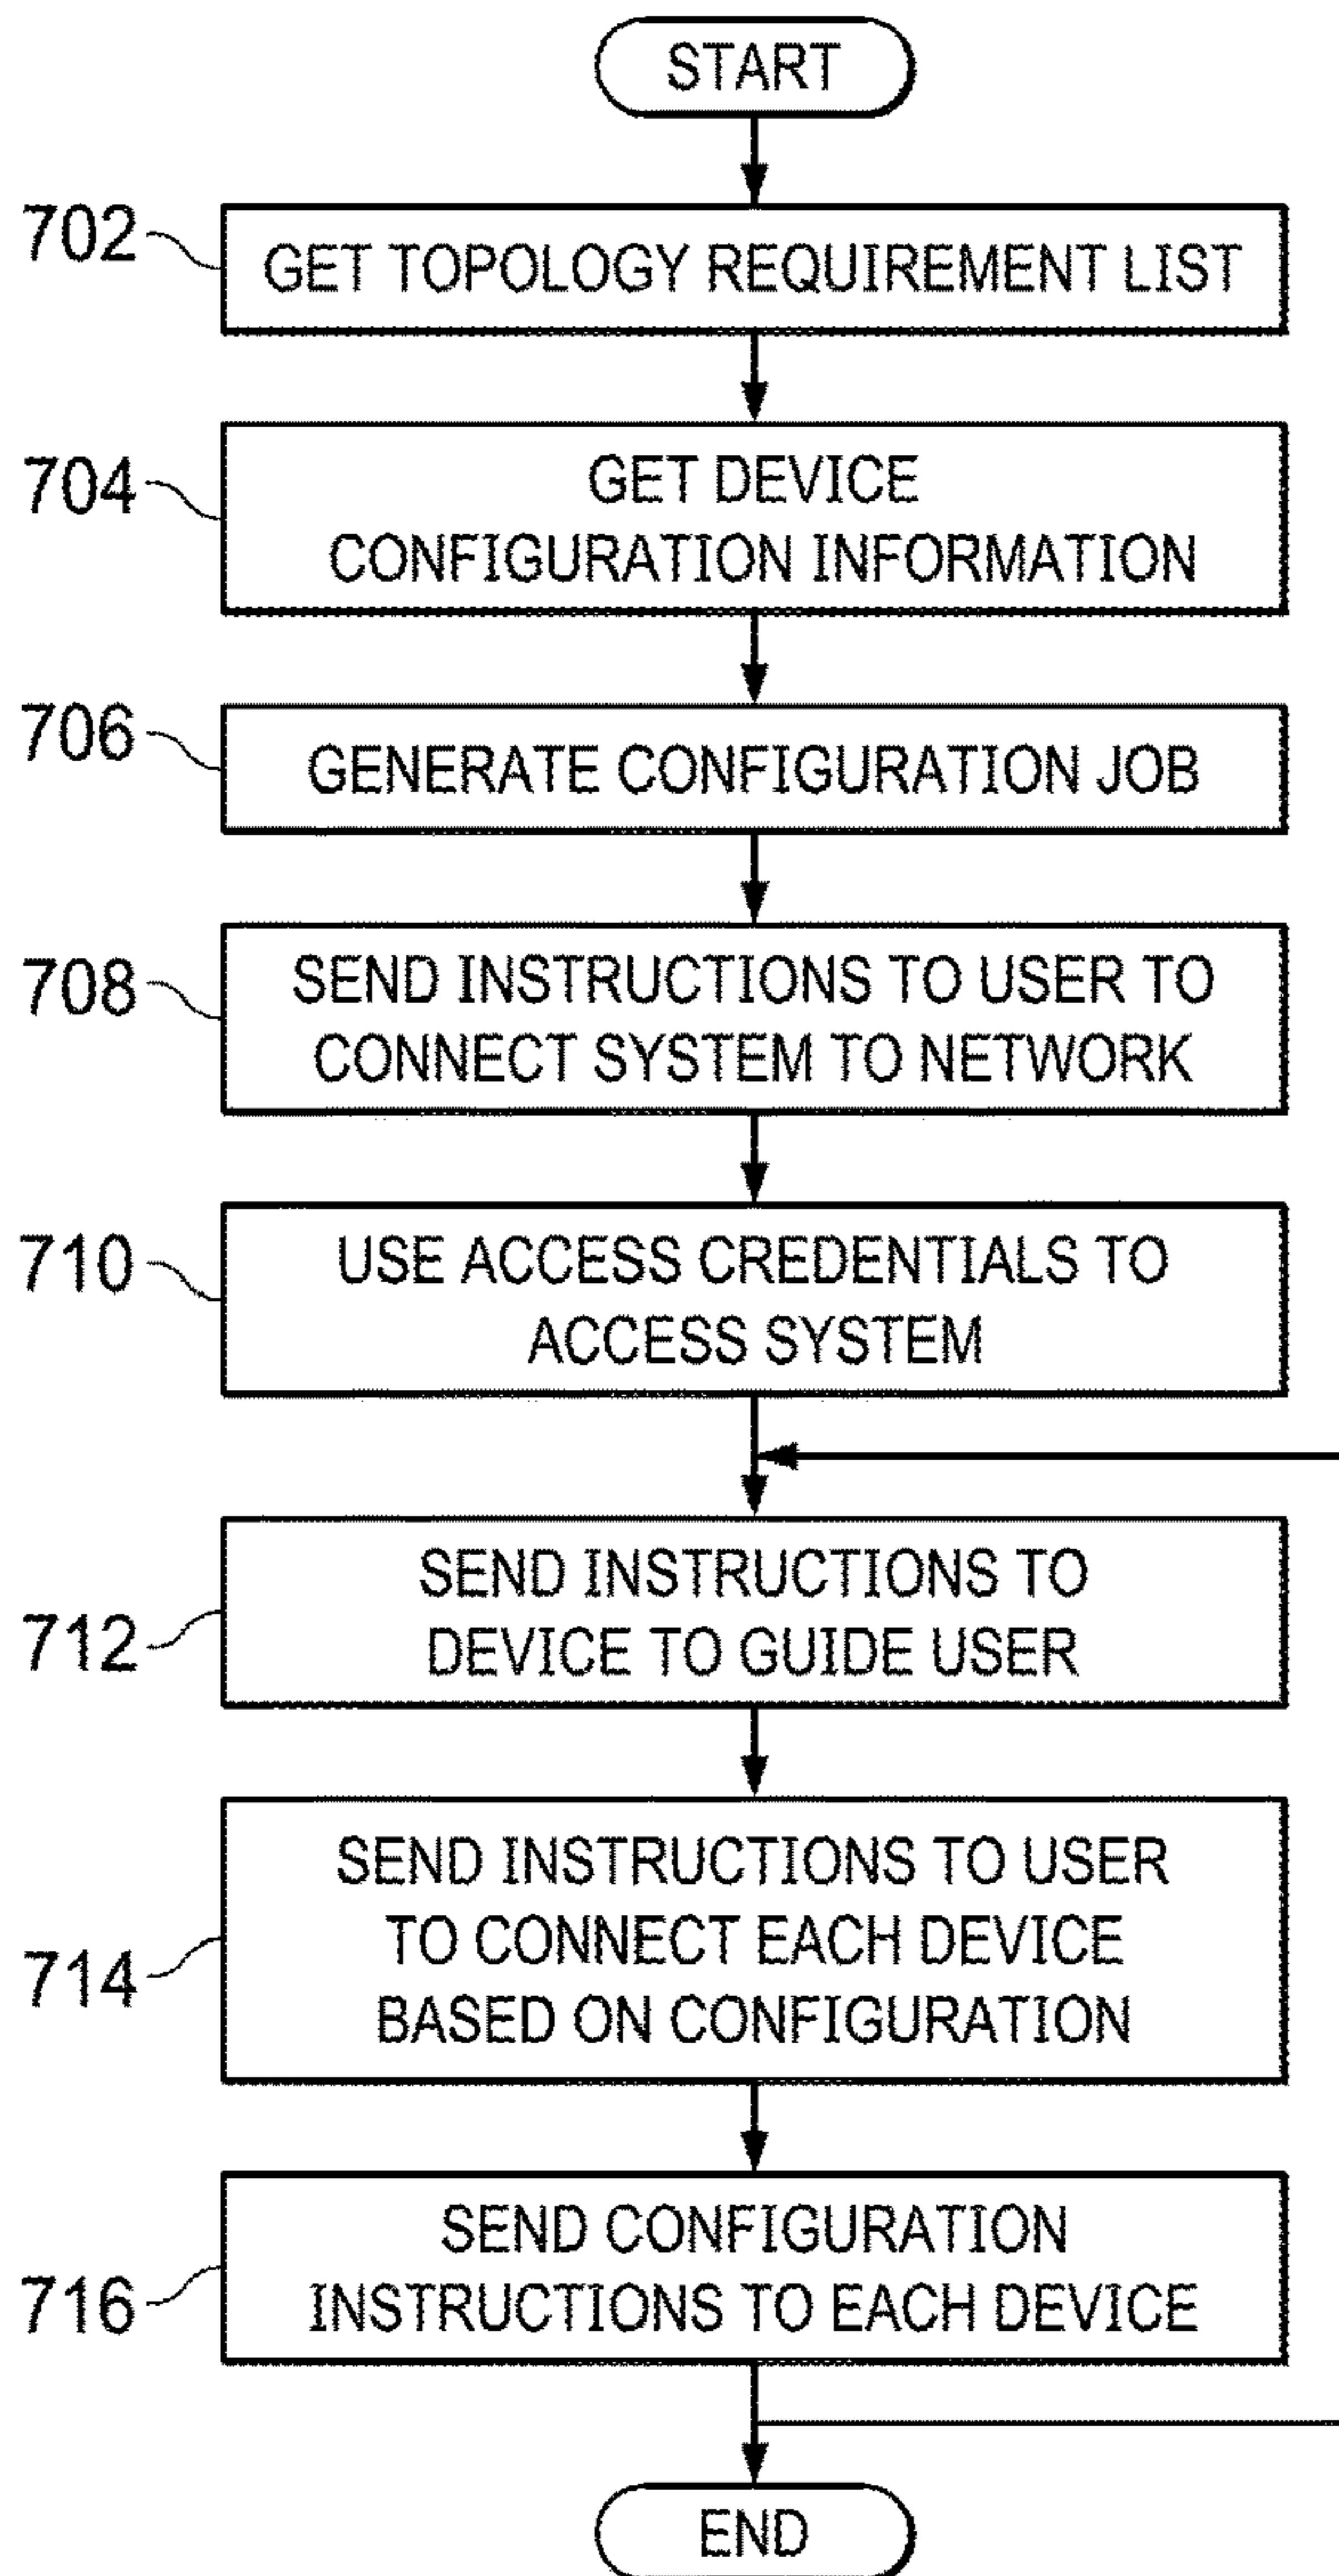 START
702
GET TOPOLOGY REQUIREMENT LIST
704
GET DEVICE
CONFIGURATION INFORMATION
706
GENERATE CONFIGURATION JOB
708
SEND INSTRUCTIONS TO USER TO
CONNECT SYSTEM TO NETWORK
710
USE ACCESS CREDENTIALS TO
ACCESS SYSTEM
712
SEND INSTRUCTIONS TO
DEVICE TO GUIDE USER
714
SEND INSTRUCTIONS TO USER
TO CONNECT EACH DEVICE
BASED ON CONFIGURATION
716
SEND CONFIGURATION
INSTRUCTIONS TO EACH DEVICE
END